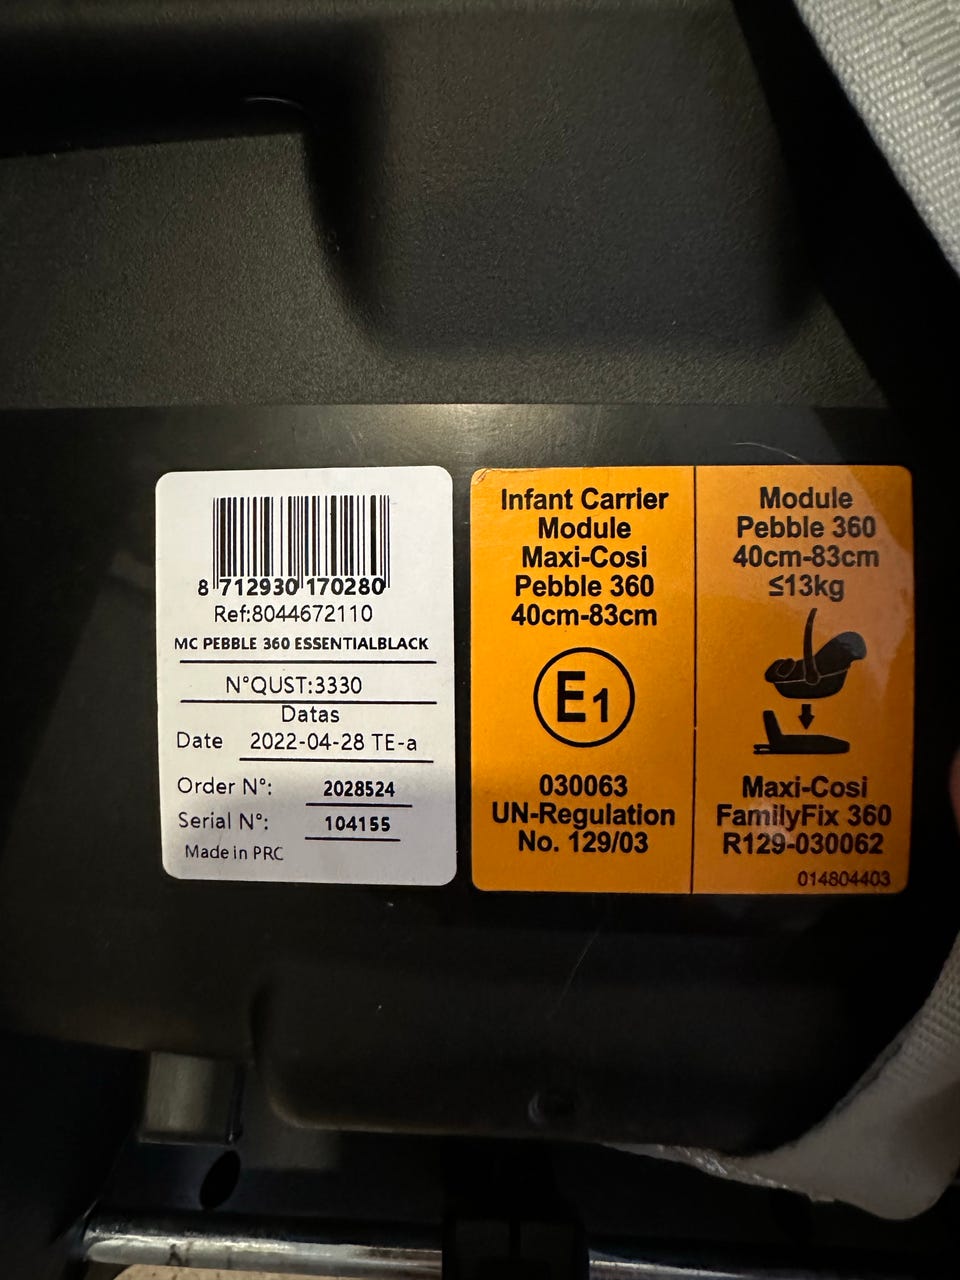 8 712930 170280
Ref:8044672110
MC PEBBLE 360 ESSENTIALBLACK
N°QUST:3330
Datas
Date 2022-04-28 TE-a
Order N°: 2028524
Serial N°: 104155
Made in PRC
Infant Carrier
Module
Maxi-Cosi
Pebble 360
40cm-83cm
E1
030063
UN-Regulation
No. 129/03
Module
Pebble 360
40cm-83cm
≤13kg
Maxi-Cosi
FamilyFix 360
R129-030062
014804403